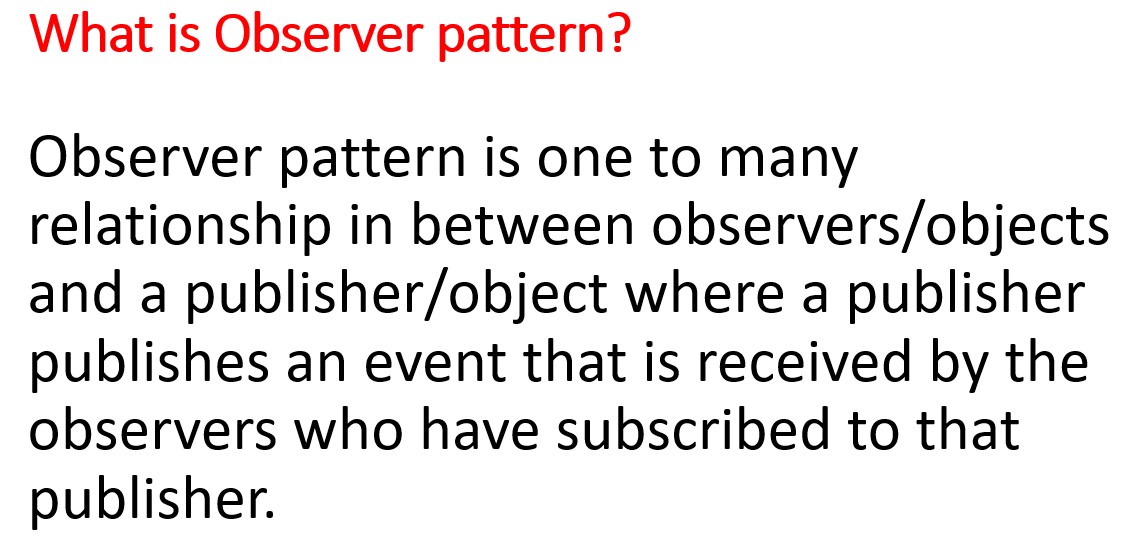 What is Observer pattern?
Observer pattern is one to many
relationship in between observers/objects
and a publisher/object where a publisher
publishes an event that is received by the
observers who have subscribed to that
publisher.